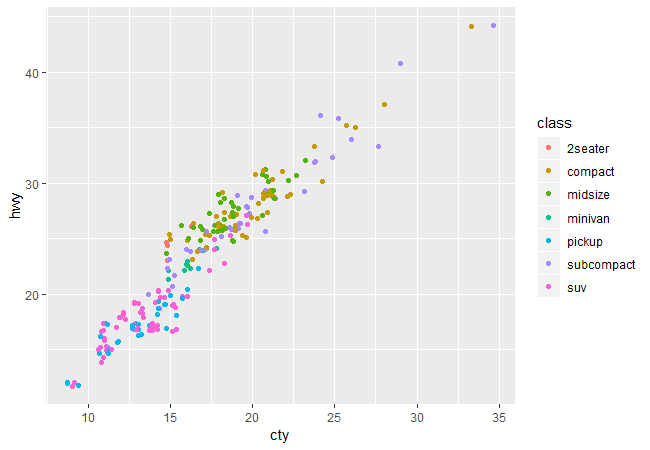 40
30
20
hwy
10
15
20
25
30
35
cty
class
2seater
compact
midsize
minivan
pickup
subcompact
suv